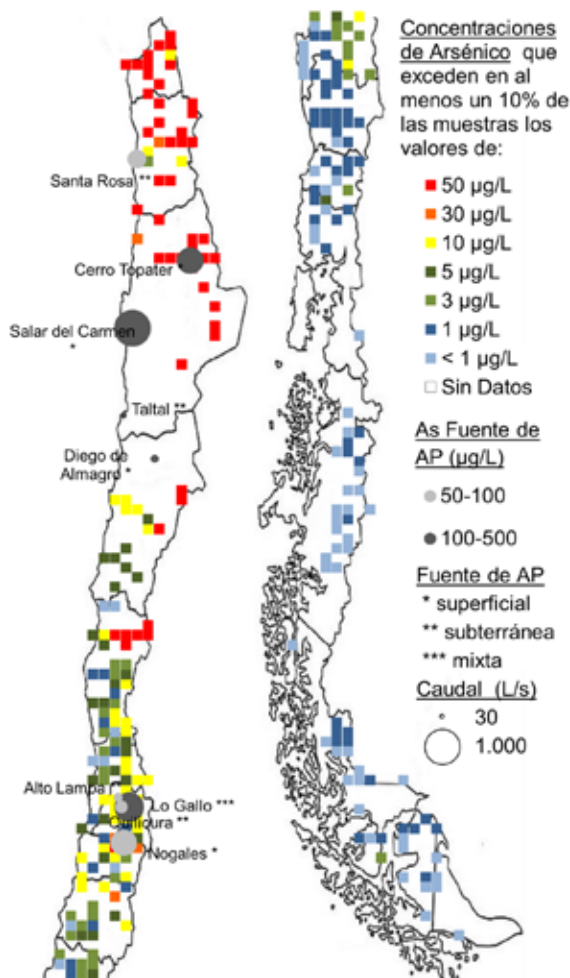 Concentraciones
de Arsénico que
exceden en al
menos un 10% de
las muestras los
valores de:
50 µg/L
30 µg/L
10 µg/L
5 µg/L
3 µg/L
1 µg/L
< 1 µg/L
Sin Datos
As Fuente de
AP (µg/L)
50-100
100-500
Fuente de AP
* superficial
** subterránea
*** mixta
Caudal (L/s)
30
1.000
Santa Rosa **
Cerro Topater *
Salar del Carmen
*
Taltal **
Diego de
Almagro *
Alto Lampa
Lo Gallo ***
Quilicura **
Nogales *